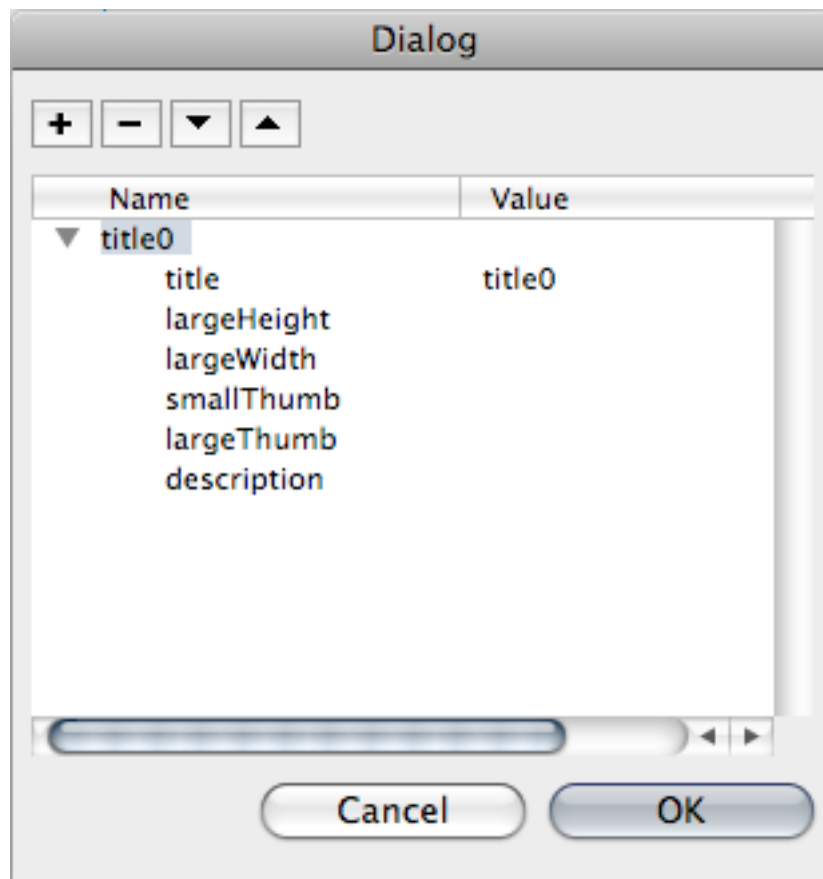 Dialog
Name Value
title0
title title0
largeHeight
largeWidth
smallThumb
largeThumb
description
Cancel OK